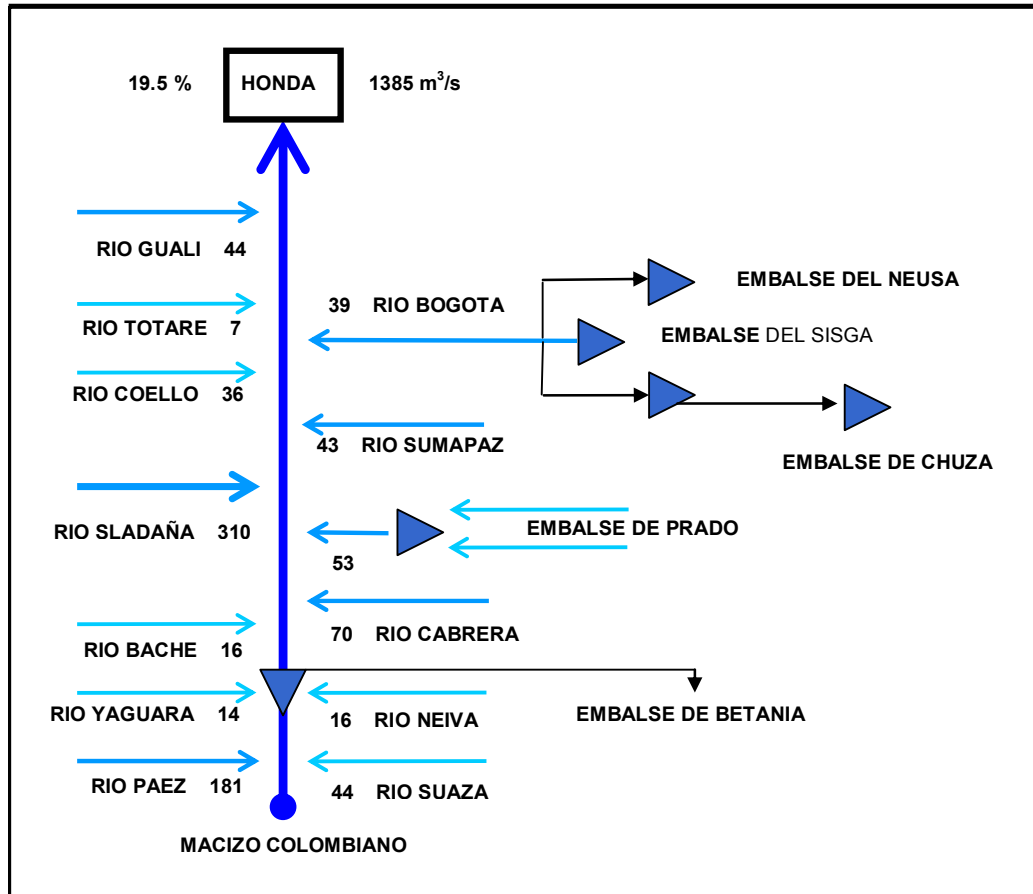 19.5 % HONDA 1385 m³/s
RIO GUALI 44
39 RIO BOGOTA
EMBALSE DEL NEUSA
RIO TOTARE 7
EMBALSE DEL SISGA
RIO COELLO 36
43 RIO SUMAPAZ
EMBALSE DE CHUZA
RIO SLADAÑA 310
EMBALSE DE PRADO
53
70 RIO CABRERA
RIO BACHE 16
RIO YAGUARA 14
16 RIO NEIVA
EMBALSE DE BETANIA
RIO PAEZ 181
44 RIO SUAZA
MACIZO COLOMBIANO